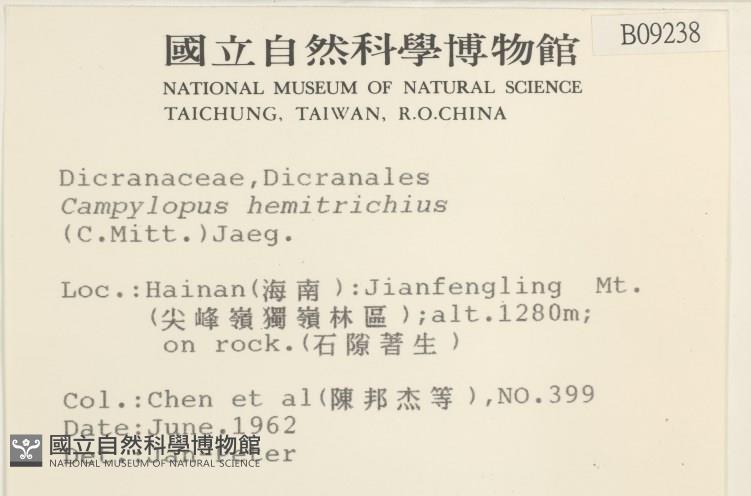 國立自然科學博物館
B09238
NATIONAL MUSEUM OF NATURAL SCIENCE
TAICHUNG, TAIWAN, R.O.CHINA
Dicranaceae,Dicranales
Campylopus hemitrichius
(C.Mitt.)Jaeg.
Loc.:Hainan(海南):Jianfengling Mt.
(尖峰嶺獨嶺林區);alt.1280m;
on rock.(石隙著生)
Col.:Chen et al(陳邦杰等),NO.399
Date:June.1962
國立自然科學博物館
NATIONAL MUSEUM OF NATURAL SCIENCE